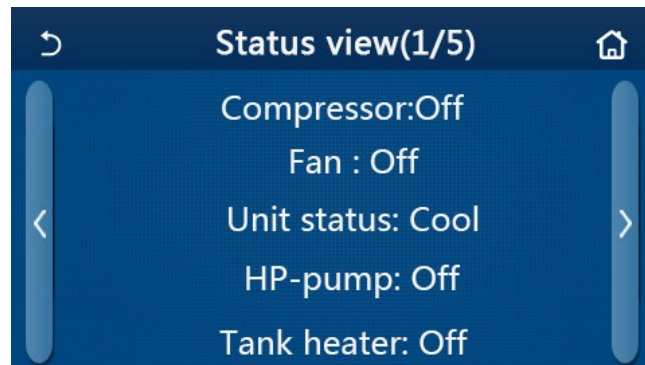 Status view(1/5)
Compressor:Off
Fan : Off
Unit status: Cool
HP-pump: Off
Tank heater: Off